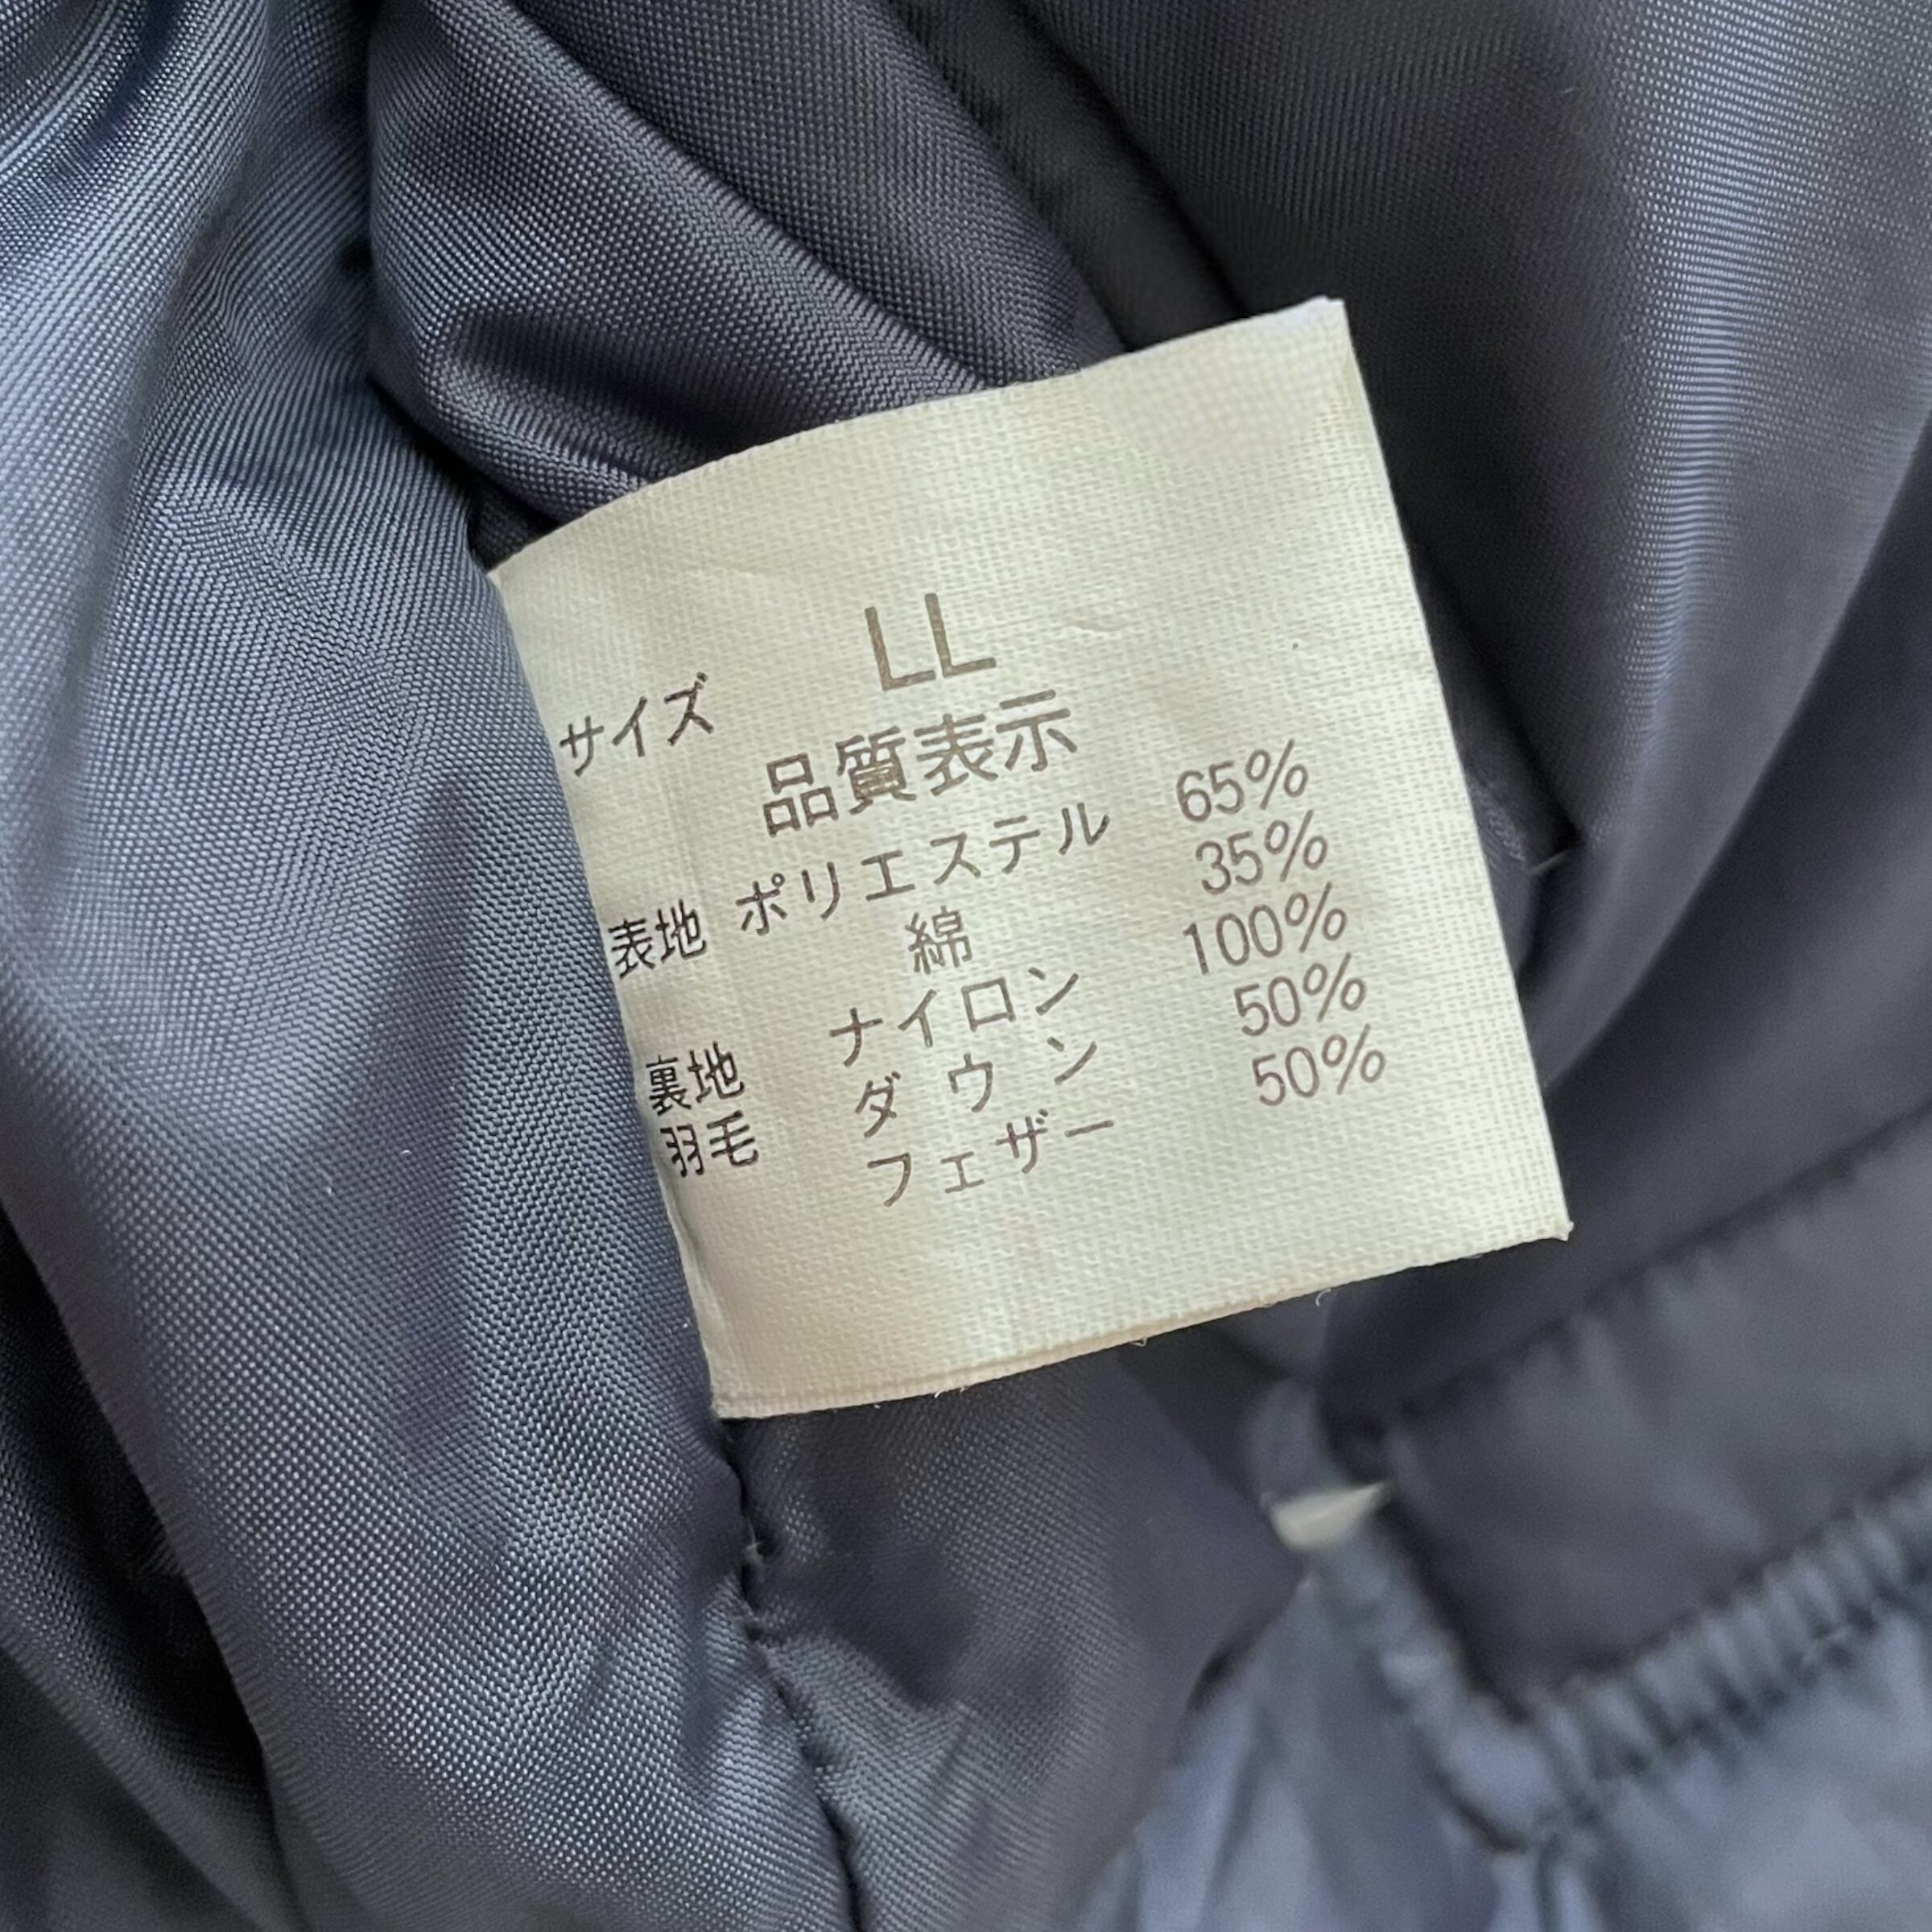 サイズ LL
品質表示
表地 ポリエステル 65%
綿 35%
裏地 ナイロン 100%
羽毛 ダウン 50%
フェザー 50%